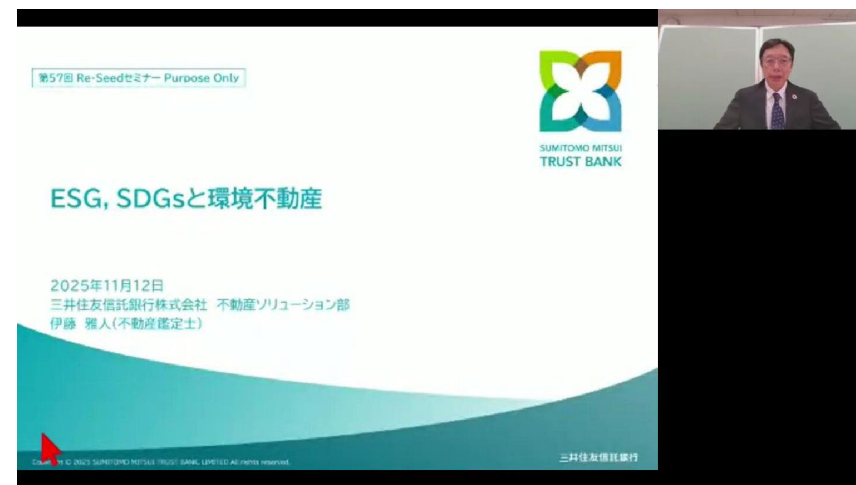 第57回 Re-Seedセミナー Purpose Only
SUMITOMO MITSUI
TRUST BANK
ESG, SDGsと環境不動産
2025年11月12日
三井住友信託銀行株式会社 不動産ソリューション部
伊藤 雅人(不動産鑑定士)
© 2025 SUMITOMO MITSUI TRUST BANK, LIMITED All rights reserved.
三井住友信託銀行